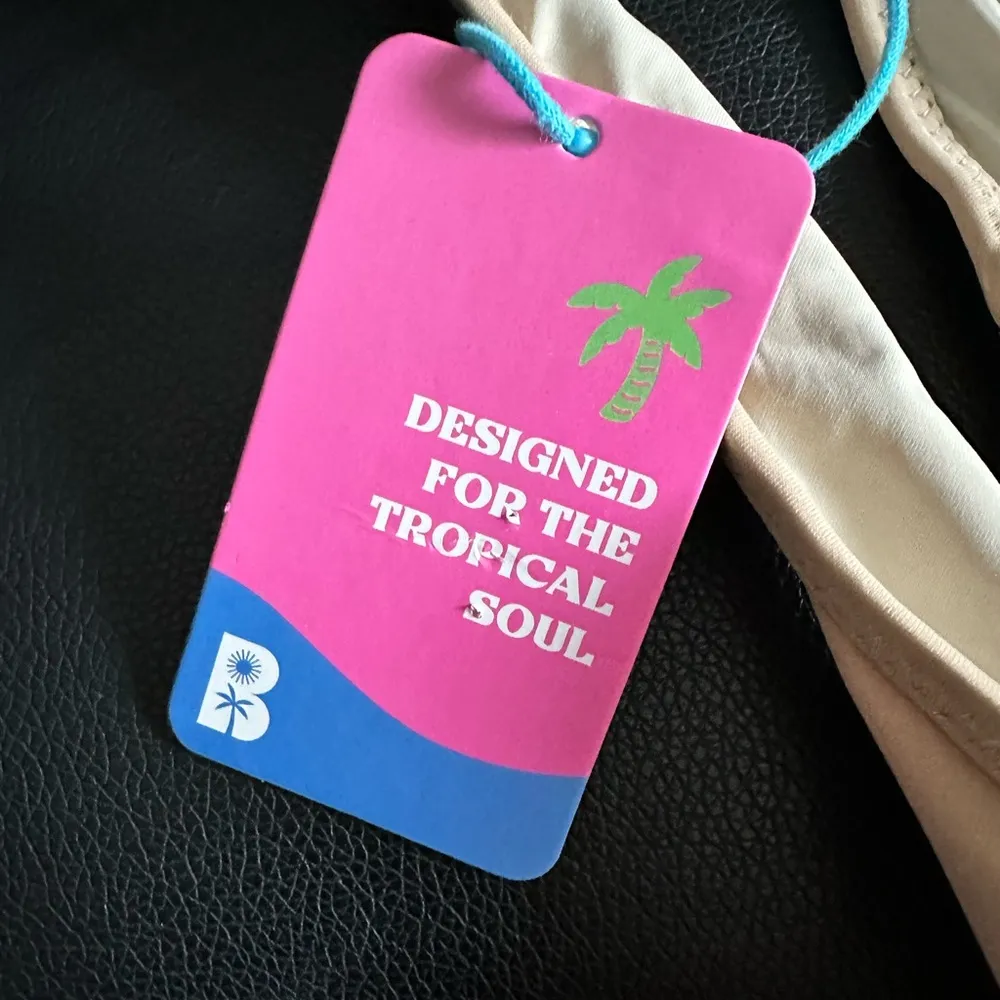 DESIGNED
FOR THE
TROPICAL
SOUL
B